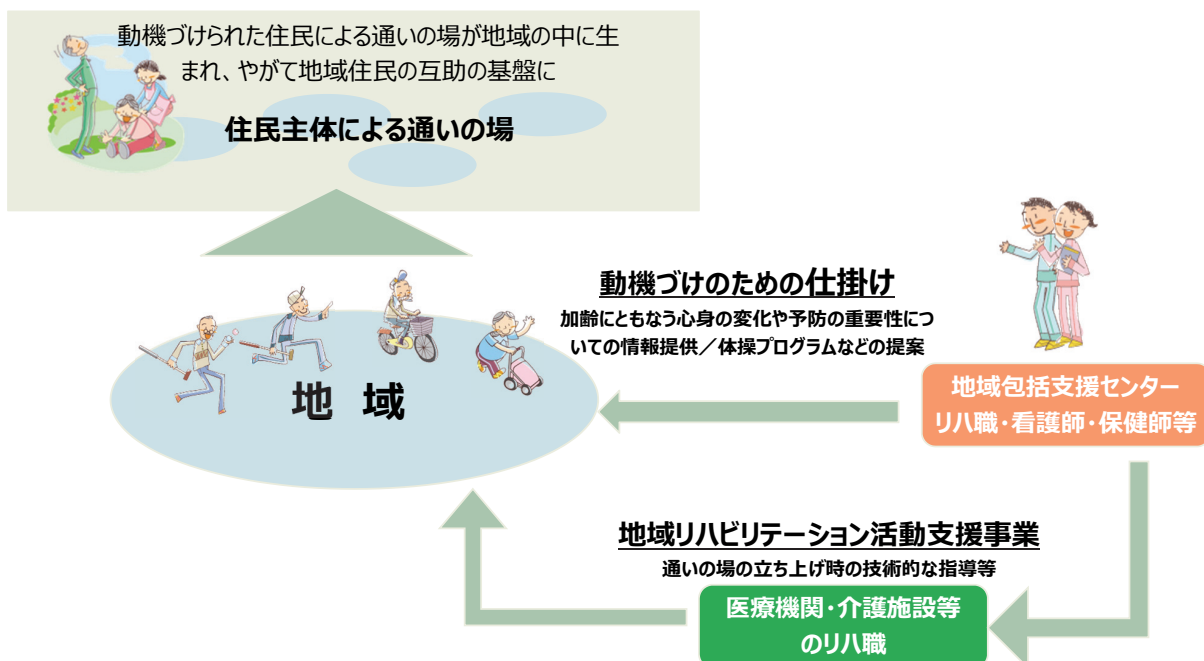 動機づけられた住民による通いの場が地域の中に生
まれ、やがて地域住民の互助の基盤に
住民主体による通いの場
動機づけのための仕掛け
加齢にともなう心身の変化や予防の重要性につ
いての情報提供／体操プログラムなどの提案
地域包括支援センター
リハ職・看護師・保健師等
地 域
地域リハビリテーション活動支援事業
通いの場の立ち上げ時の技術的な指導等
医療機関・介護施設等
のリハ職